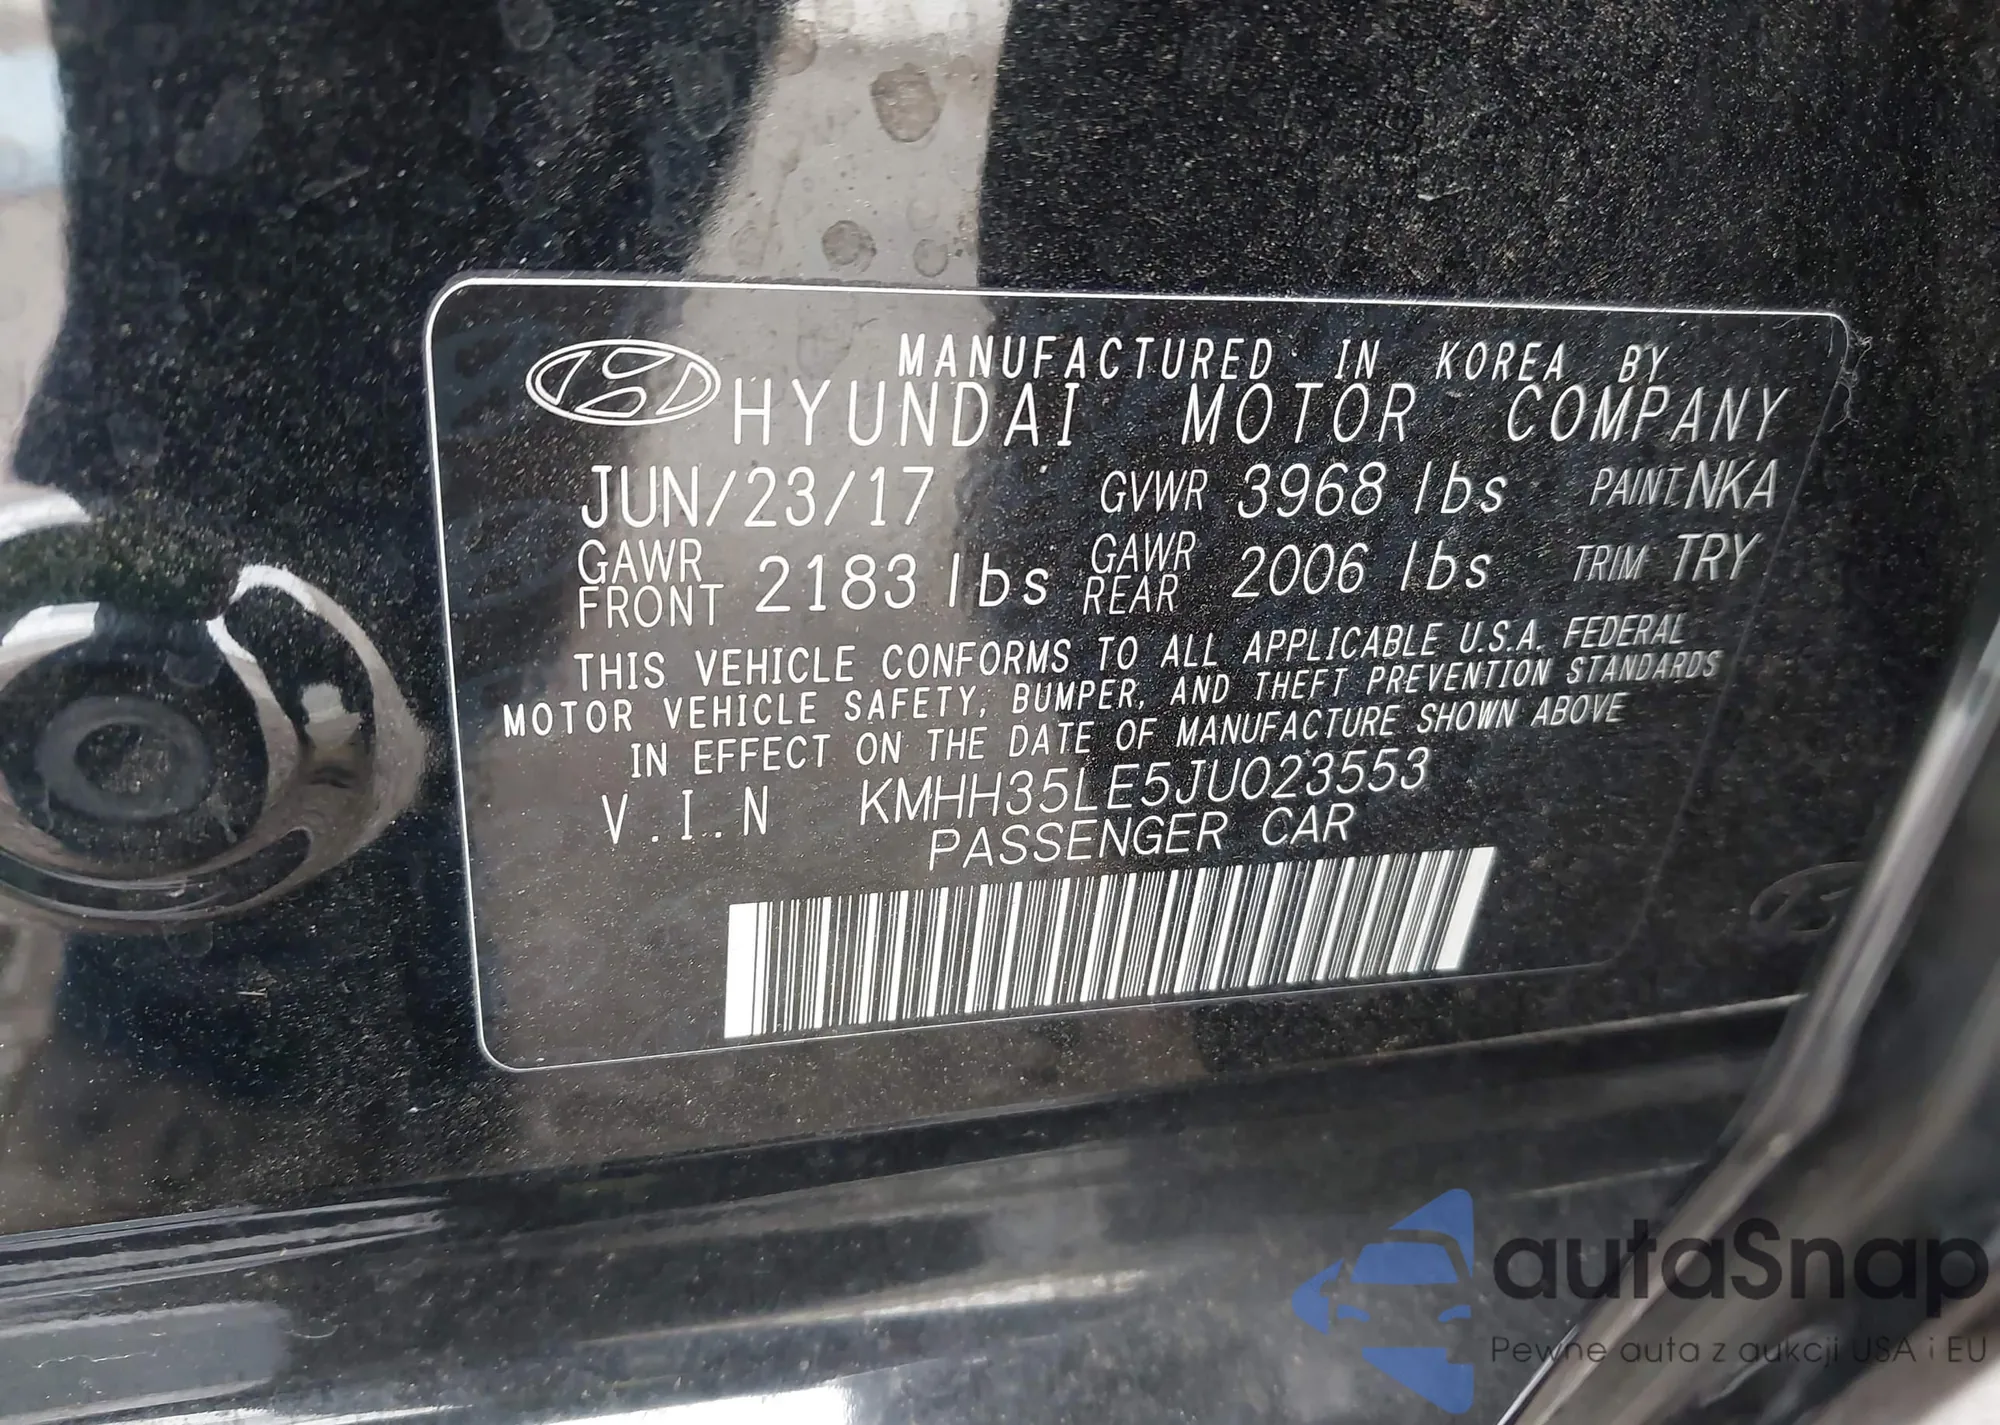 MANUFACTURED IN KOREA BY
HYUNDAI MOTOR COMPANY
JUN/23/17 GVWR 3968 lbs PAINT NKA
GAWR FRONT 2183 lbs GAWR REAR 2006 lbs TRIM TRY
THIS VEHICLE CONFORMS TO ALL APPLICABLE U.S.A. FEDERAL
MOTOR VEHICLE SAFETY, BUMPER, AND THEFT PREVENTION STANDARDS
IN EFFECT ON THE DATE OF MANUFACTURE SHOWN ABOVE
V.I.N KMHH35LE5JU023553
PASSENGER CAR
autaSnap
Pewne auta z aukcji USA i EU